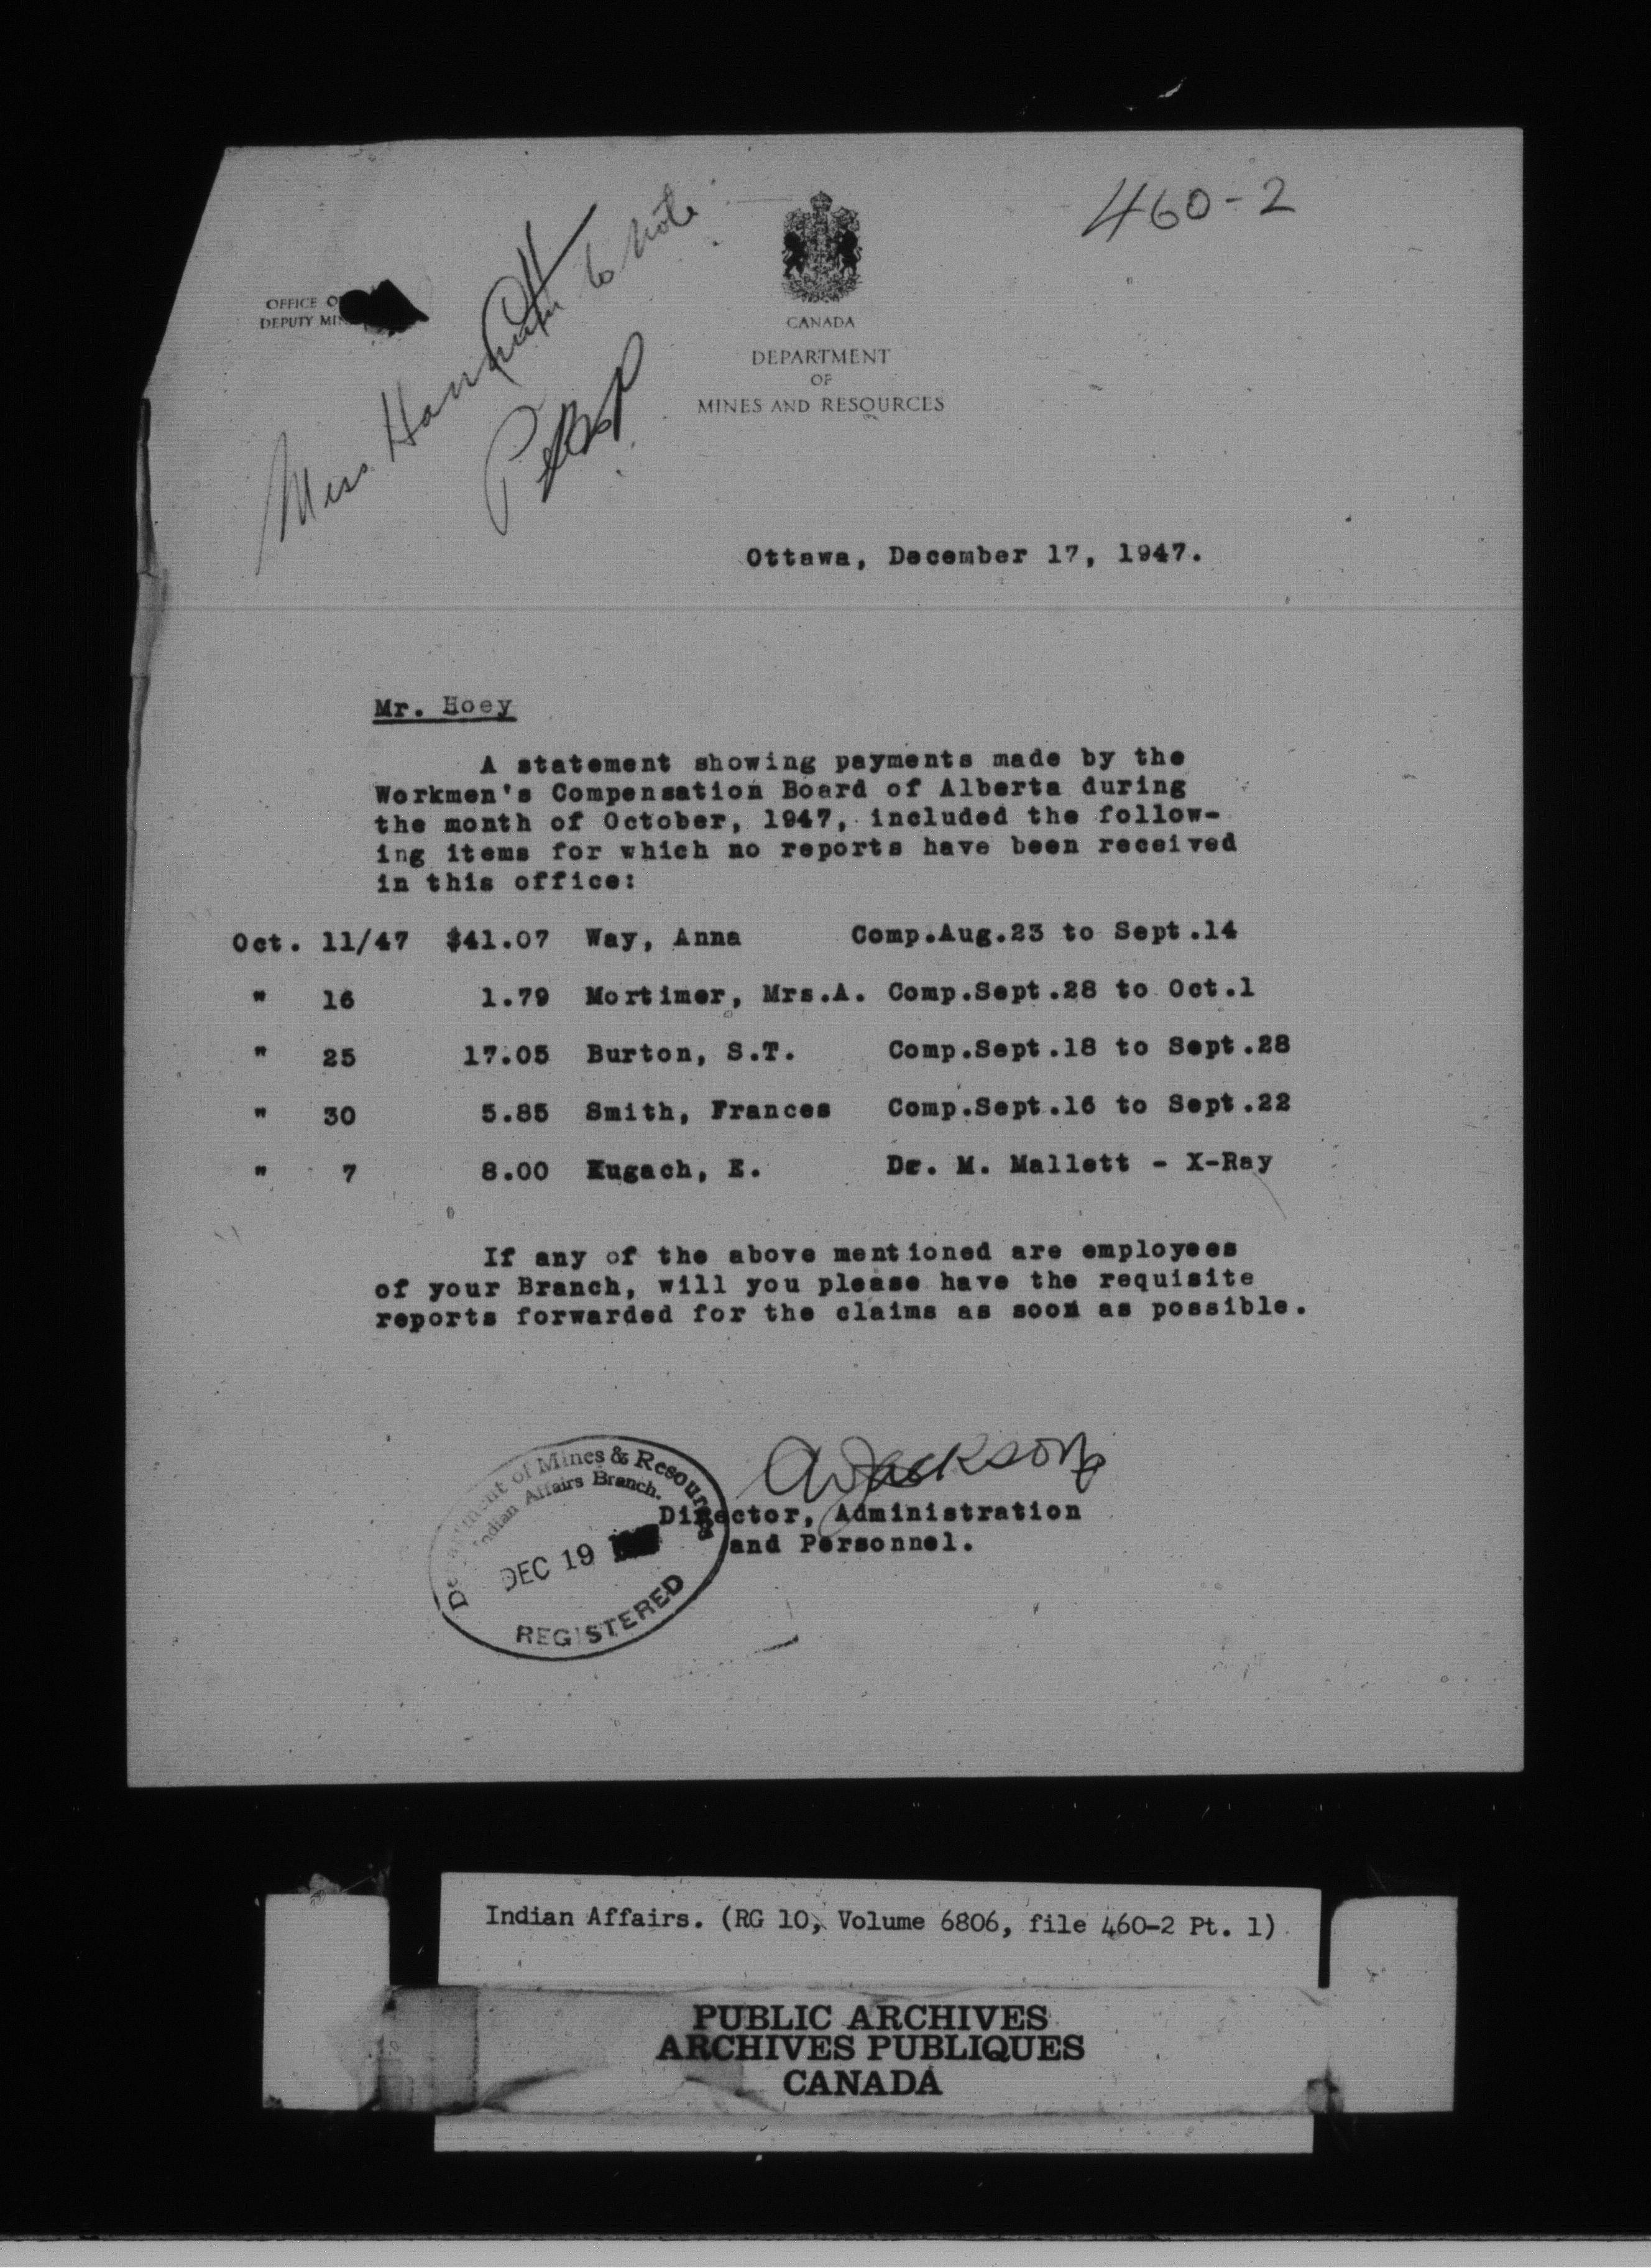 460-2
Miss to note
OFFICE
DEPUTY
CANADA
DEPARTMENT
OF
MINES AND RESOURCES
Ottawa, December 17, 1947.
Mr. Hoey
A statement showing payments made by the
Workmen's Compensation Board of Alberta during
the month of October, 1947, included the follow-
ing items for which no reports have been received
in this office:
Oct. 11/47 $41.07 Way, Anna Comp.Aug.23 to Sept.14
" 16 1.79 Mortimer, Mrs.A. Comp.Sept.28 to Oct.1
" 25 17.05 Burton, S.T. Comp.Sept.18 to Sept.28
" 30 5.85 Smith, Frances Comp.Sept.16 to Sept.22
" 7 8.00 Kugach, E. Dr. M. Mallett - X-Ray
If any of the above mentioned are employees
of your Branch, will you please have the requisite
reports forwarded for the claims as soon as possible.
Jackson
Director, Administration
and Personnel.
Department of Mines & Resources
Indian Affairs Branch.
DEC 19
REGISTERED
Indian Affairs. (RG 10, Volume 6806, file 460-2 Pt. 1)
PUBLIC ARCHIVES
ARCHIVES PUBLIQUES
CANADA